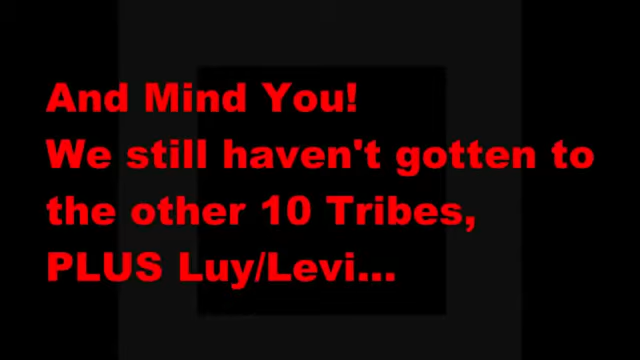 And Mind You!
We still haven't gotten to
the other 10 Tribes,
PLUS Luy/Levi...